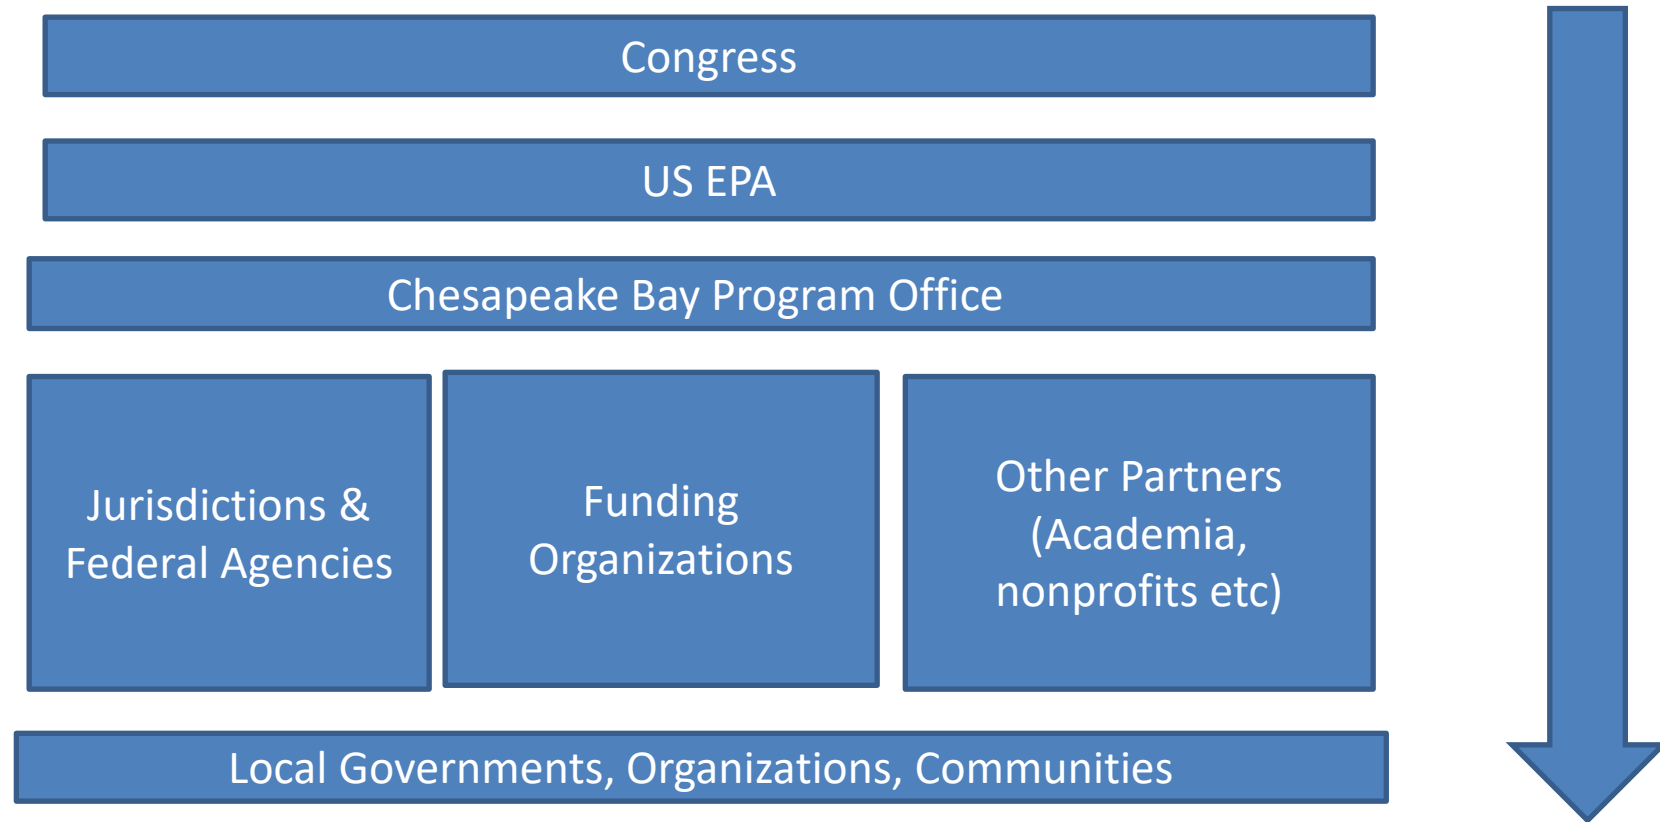 Congress
US EPA
Chesapeake Bay Program Office
Jurisdictions &
Federal Agencies
Funding
Organizations
Other Partners
(Academia,
nonprofits etc)
Local Governments, Organizations, Communities